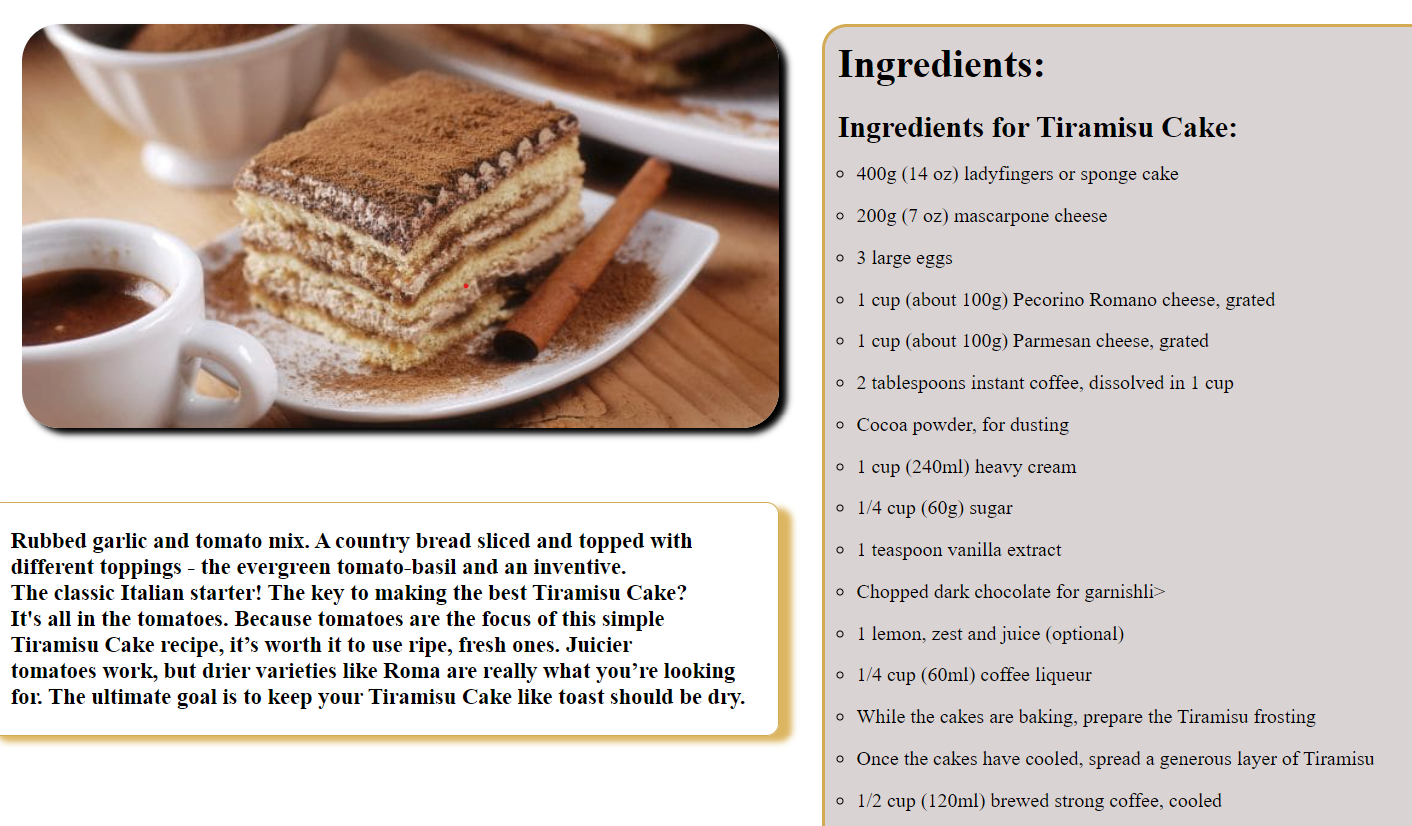 Ingredients:
Ingredients for Tiramisu Cake:
400g (14 oz) ladyfingers or sponge cake
200g (7 oz) mascarpone cheese
3 large eggs
1 cup (about 100g) Pecorino Romano cheese, grated
1 cup (about 100g) Parmesan cheese, grated
2 tablespoons instant coffee, dissolved in 1 cup
Cocoa powder, for dusting
1 cup (240ml) heavy cream
1/4 cup (60g) sugar
1 teaspoon vanilla extract
Chopped dark chocolate for garnishli>
1 lemon, zest and juice (optional)
1/4 cup (60ml) coffee liqueur
While the cakes are baking, prepare the Tiramisu frosting
Once the cakes have cooled, spread a generous layer of Tiramisu
1/2 cup (120ml) brewed strong coffee, cooled
Rubbed garlic and tomato mix. A country bread sliced and topped with
different toppings - the evergreen tomato-basil and an inventive.
The classic Italian starter! The key to making the best Tiramisu Cake?
It's all in the tomatoes. Because tomatoes are the focus of this simple
Tiramisu Cake recipe, it’s worth it to use ripe, fresh ones. Juicier
tomatoes work, but drier varieties like Roma are really what you’re looking
for. The ultimate goal is to keep your Tiramisu Cake like toast should be dry.